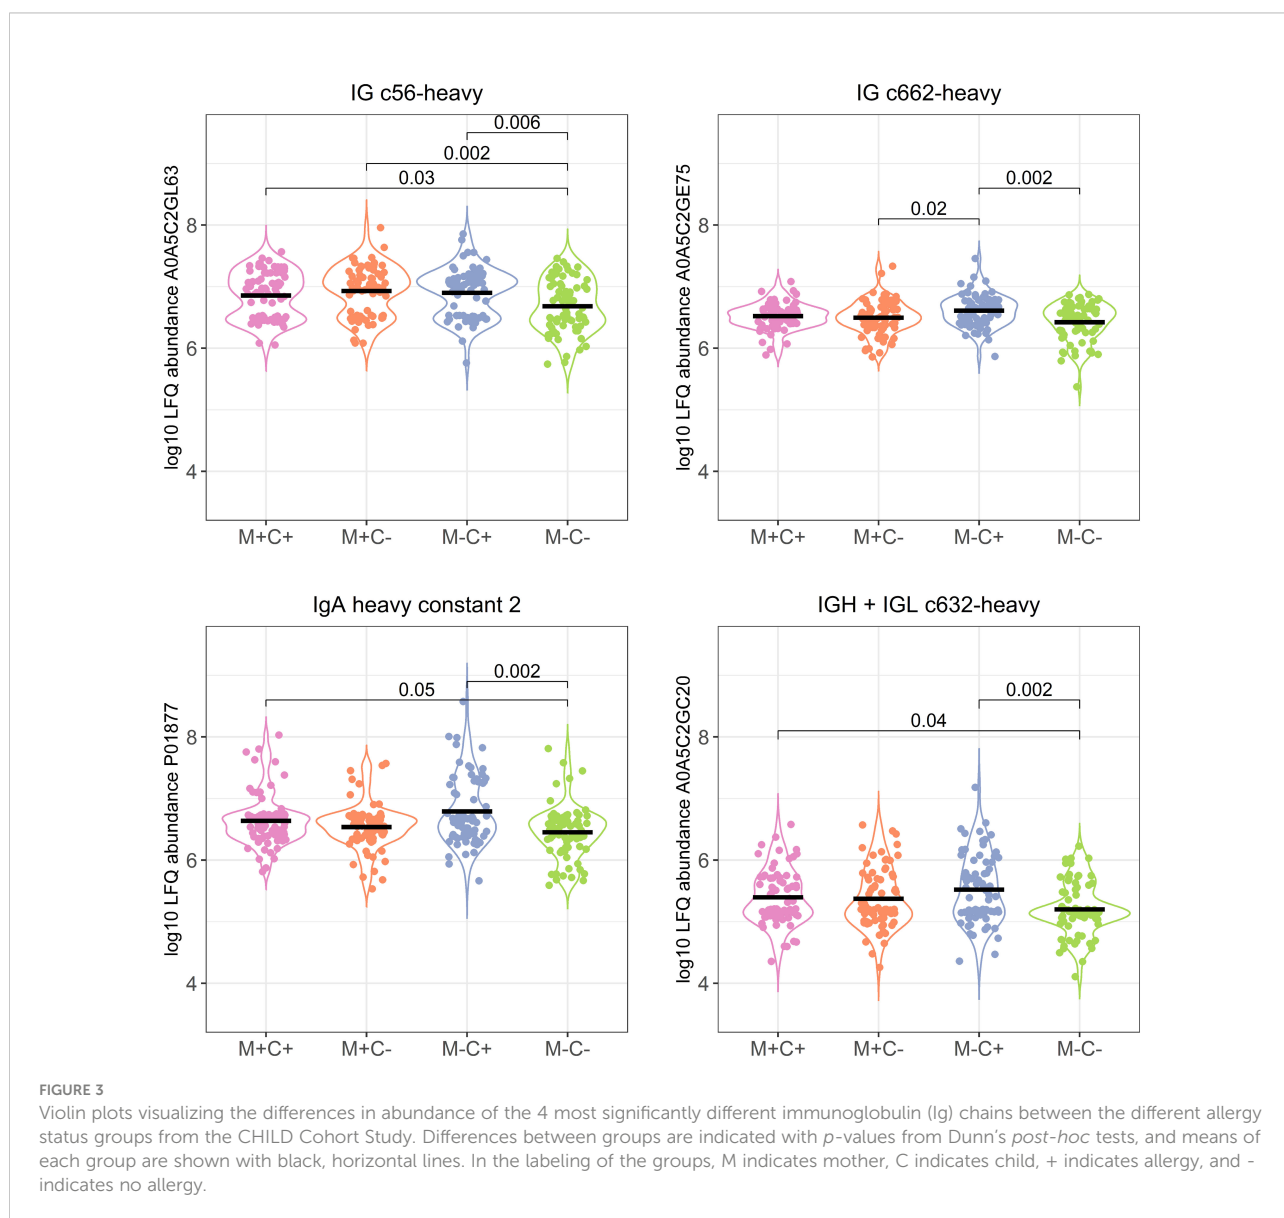 IG c56-heavy
log10 LFQ abundance A0A5C2GL63
8
6
4
0.006
0.002
0.03
M+C+ M+C- M-C+ M-C-
IG c662-heavy
log10 LFQ abundance A0A5C2GE75
8
6
4
0.002
0.02
M+C+ M+C- M-C+ M-C-
IgA heavy constant 2
log10 LFQ abundance P01877
8
6
4
0.002
0.05
M+C+ M+C- M-C+ M-C-
IGH + IGL c632-heavy
log10 LFQ abundance A0A5C2GC20
8
6
4
0.002
0.04
M+C+ M+C- M-C+ M-C-
FIGURE 3
Violin plots visualizing the differences in abundance of the 4 most significantly different immunoglobulin (Ig) chains between the different allergy
status groups from the CHILD Cohort Study. Differences between groups are indicated with p-values from Dunn's post-hoc tests, and means of
each group are shown with black, horizontal lines. In the labeling of the groups, M indicates mother, C indicates child, + indicates allergy, and -
indicates no allergy.